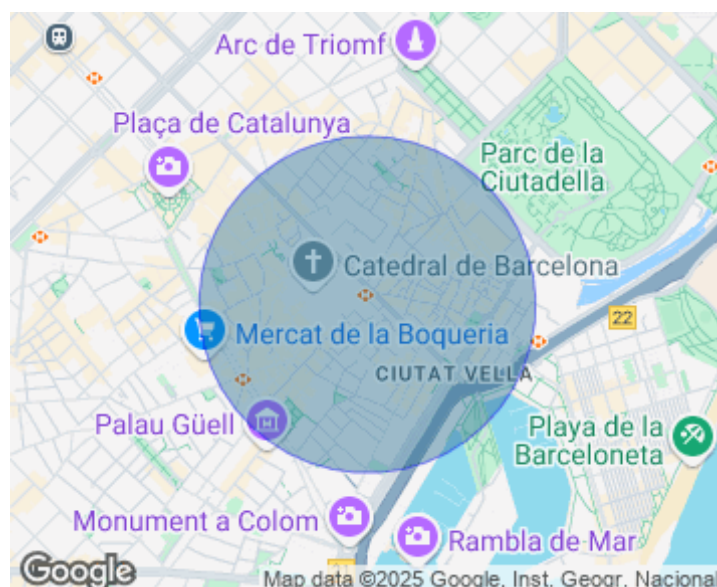 Arc de Triomf
Plaça de Catalunya
Parc de la
Ciutadella
Catedral de Barcelona
22
Mercat de la Boqueria
CIUTAT VELLA
Palau Güell
Playa de la
Barceloneta
Monument a Colom
Rambla de Mar
Google
Map data ©2025 Google, Inst. Geogr. Nacional